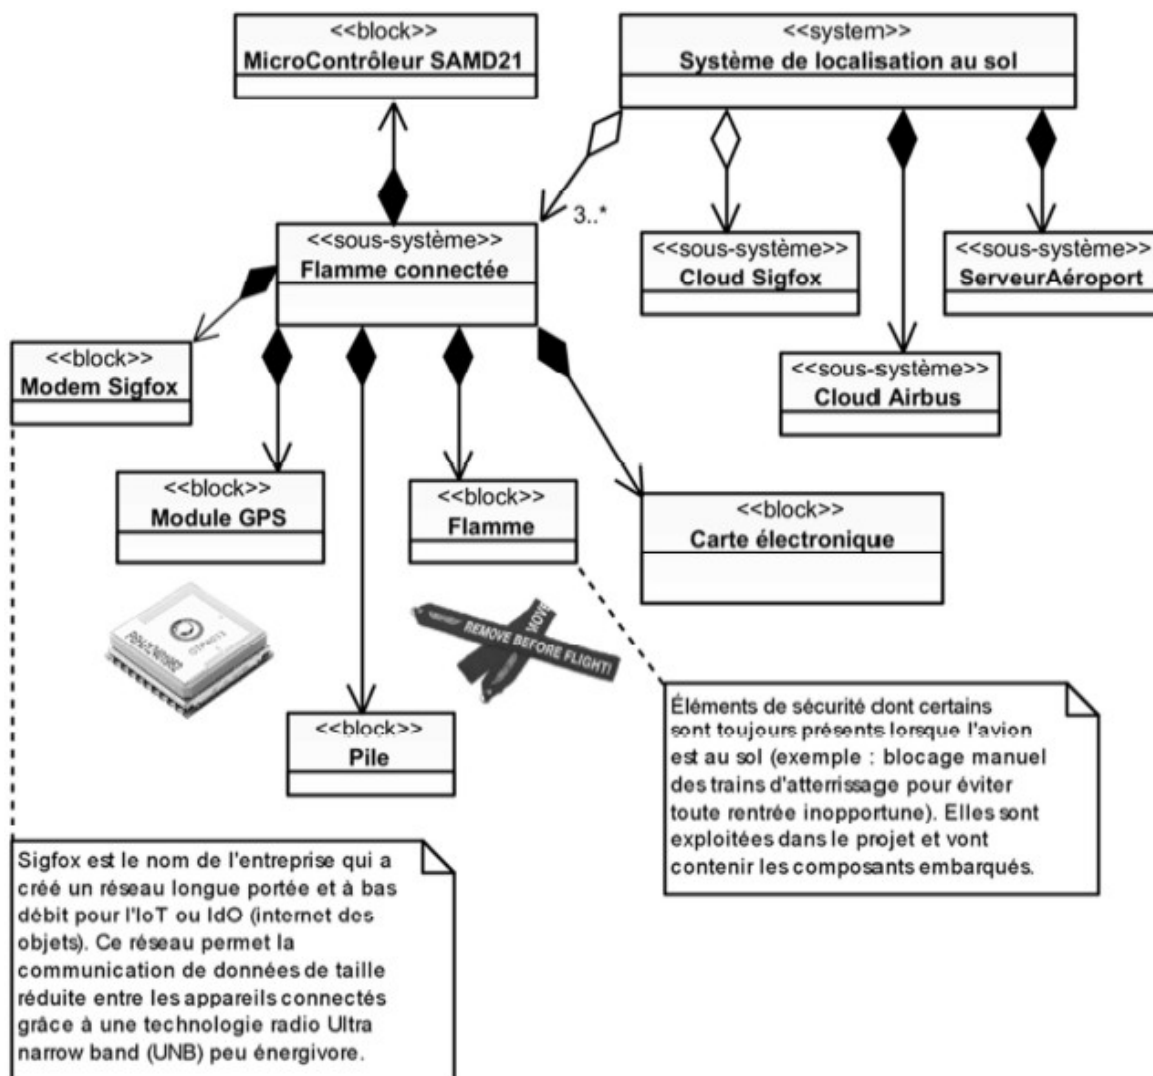 <<block>>
MicroContrôleur SAMD21
<<system>>
Système de localisation au sol
3..*
<<sous-système>>
Flamme connectée
<<sous-système>>
Cloud Sigfox
<<sous-système>>
ServeurAéroport
<<block>>
Modem Sigfox
<<sous-système>>
Cloud Airbus
<<block>>
Module GPS
<<block>>
Flamme
<<block>>
Carte électronique
REMOVE BEFORE FLIGHT!
<<block>>
Pile
Éléments de sécurité dont certains
sont toujours présents lorsque l'avion
est au sol (exemple : blocage manuel
des trains d'atterrissage pour éviter
toute rentrée inopportune). Elles sont
exploitées dans le projet et vont
contenir les composants embarqués.
Sigfox est le nom de l'entreprise qui a
créé un réseau longue portée et à bas
débit pour l'IoT ou IdO (internet des
objets). Ce réseau permet la
communication de données de taille
réduite entre les appareils connectés
grâce à une technologie radio Ultra
narrow band (UNB) peu énergivore.